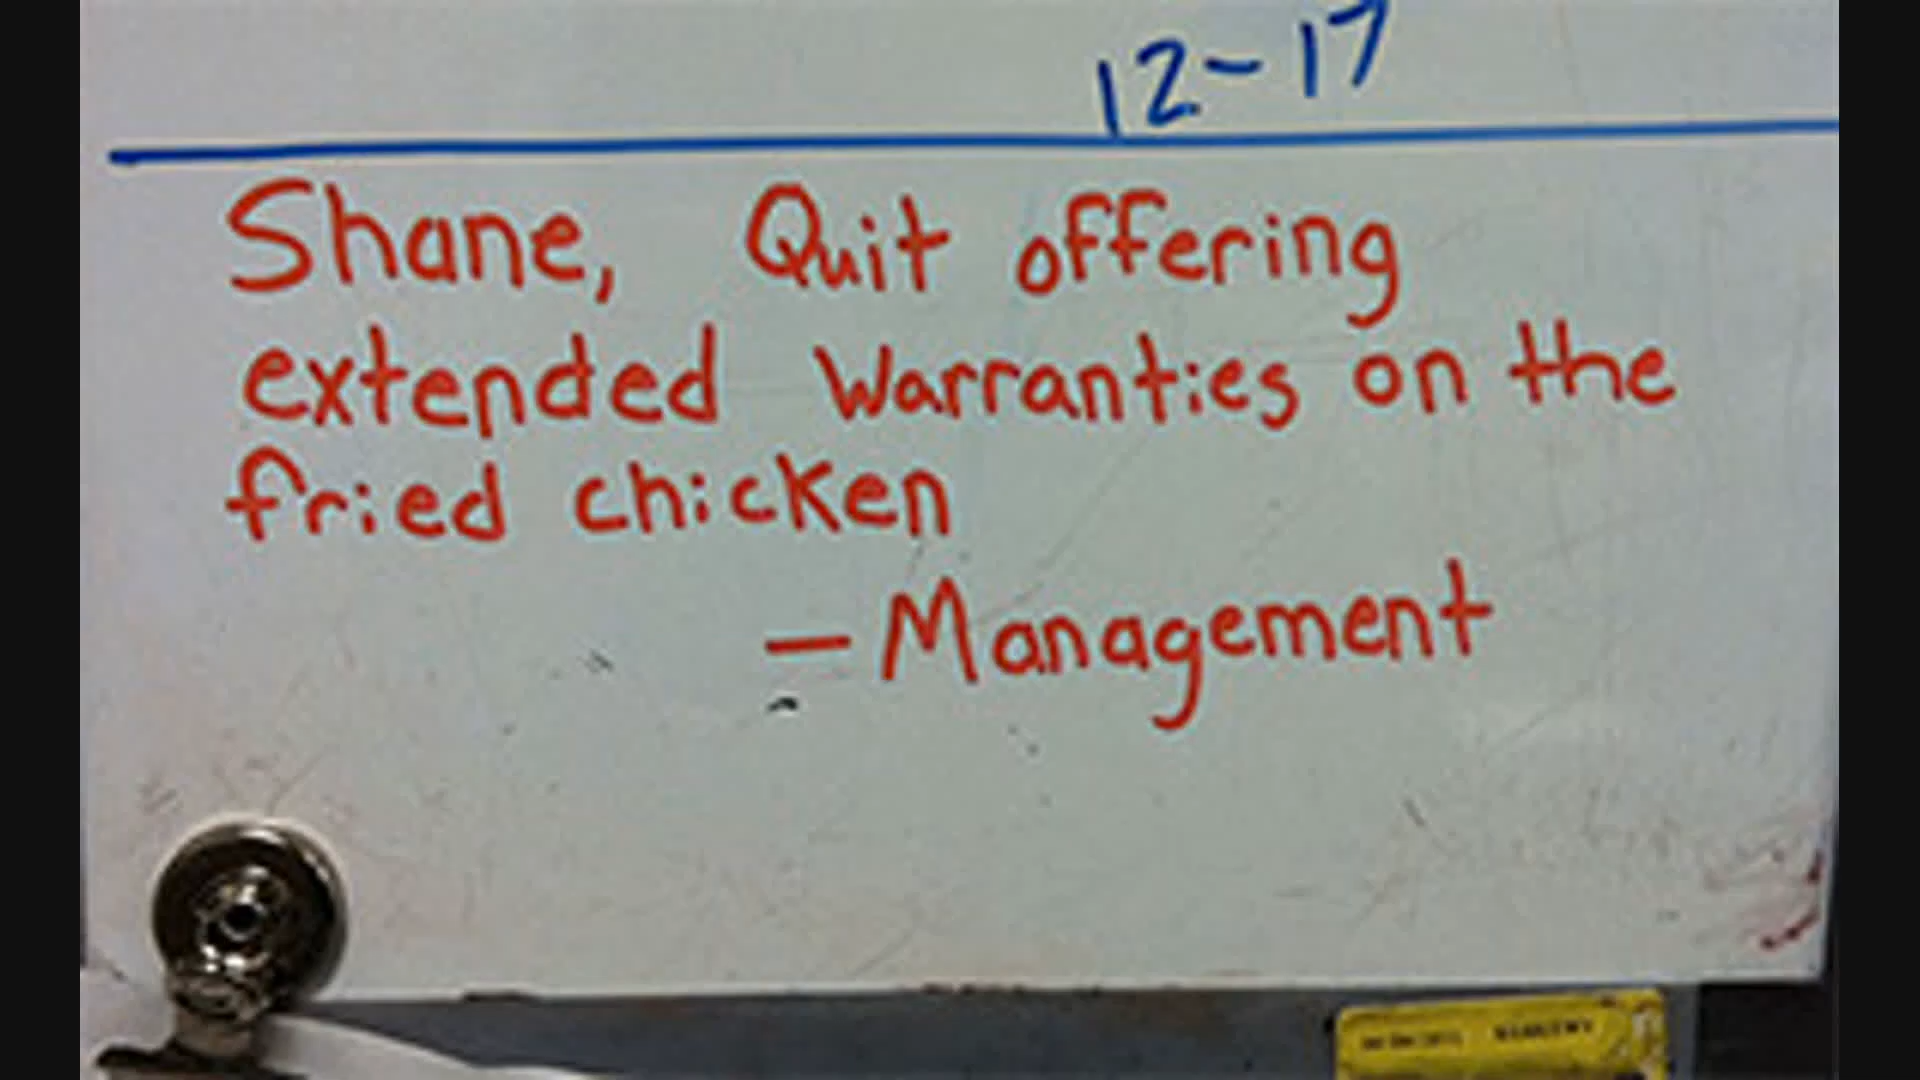 12-17
Shane, Quit offering
extended warranties on the
fried chicken
— Management